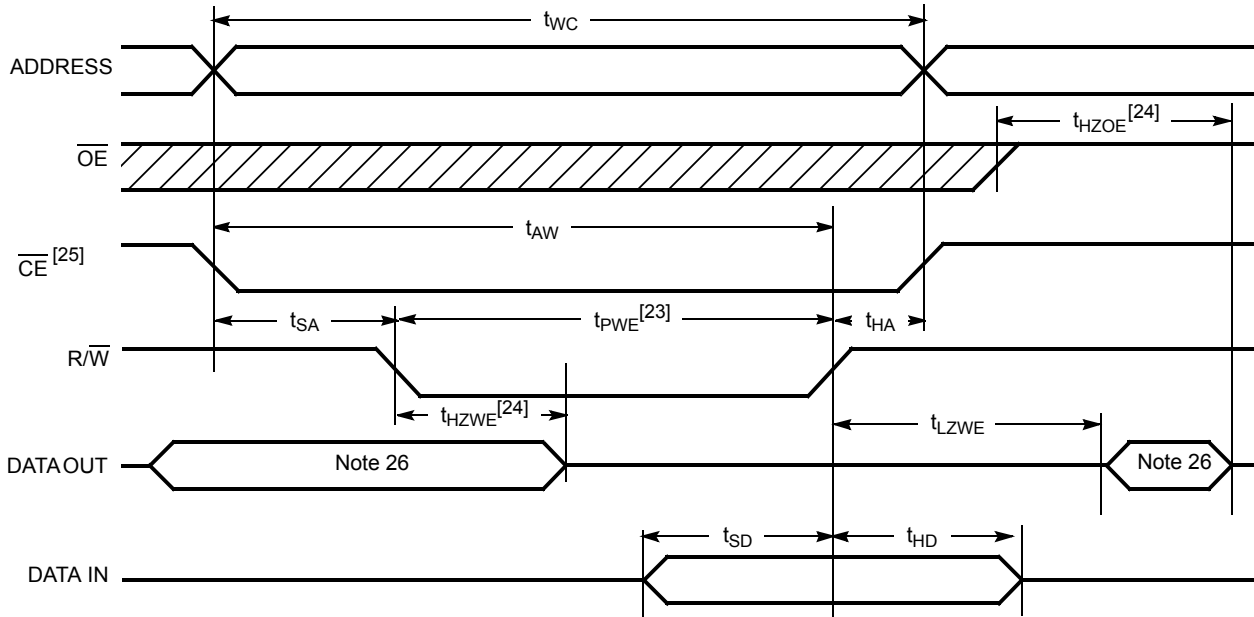 tWC
ADDRESS
tHZOE[24]
OE
tAW
CE [25]
tSA
tPWE[23]
tHA
R/W
tHZWE[24]
tLZWE
DATA OUT
Note 26
Note 26
tSD
tHD
DATA IN